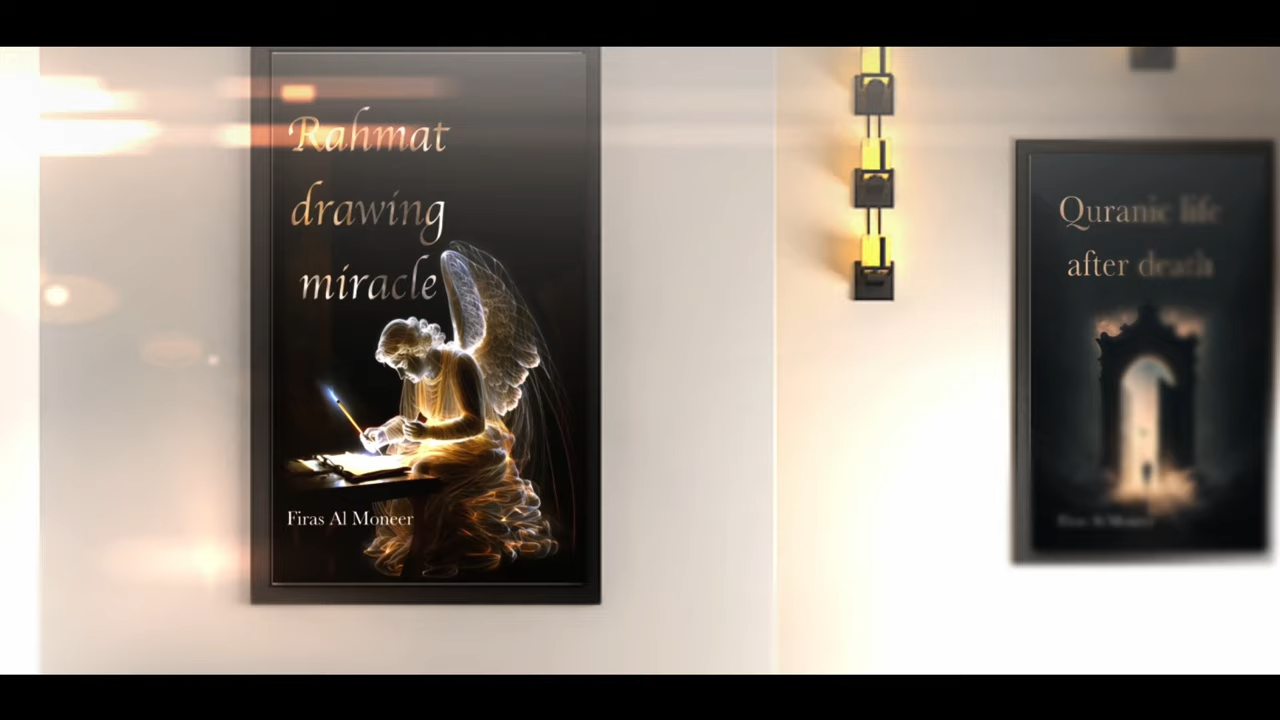 Rahmat
drawing
miracle
Firas Al Moneer
Quranic life
after death